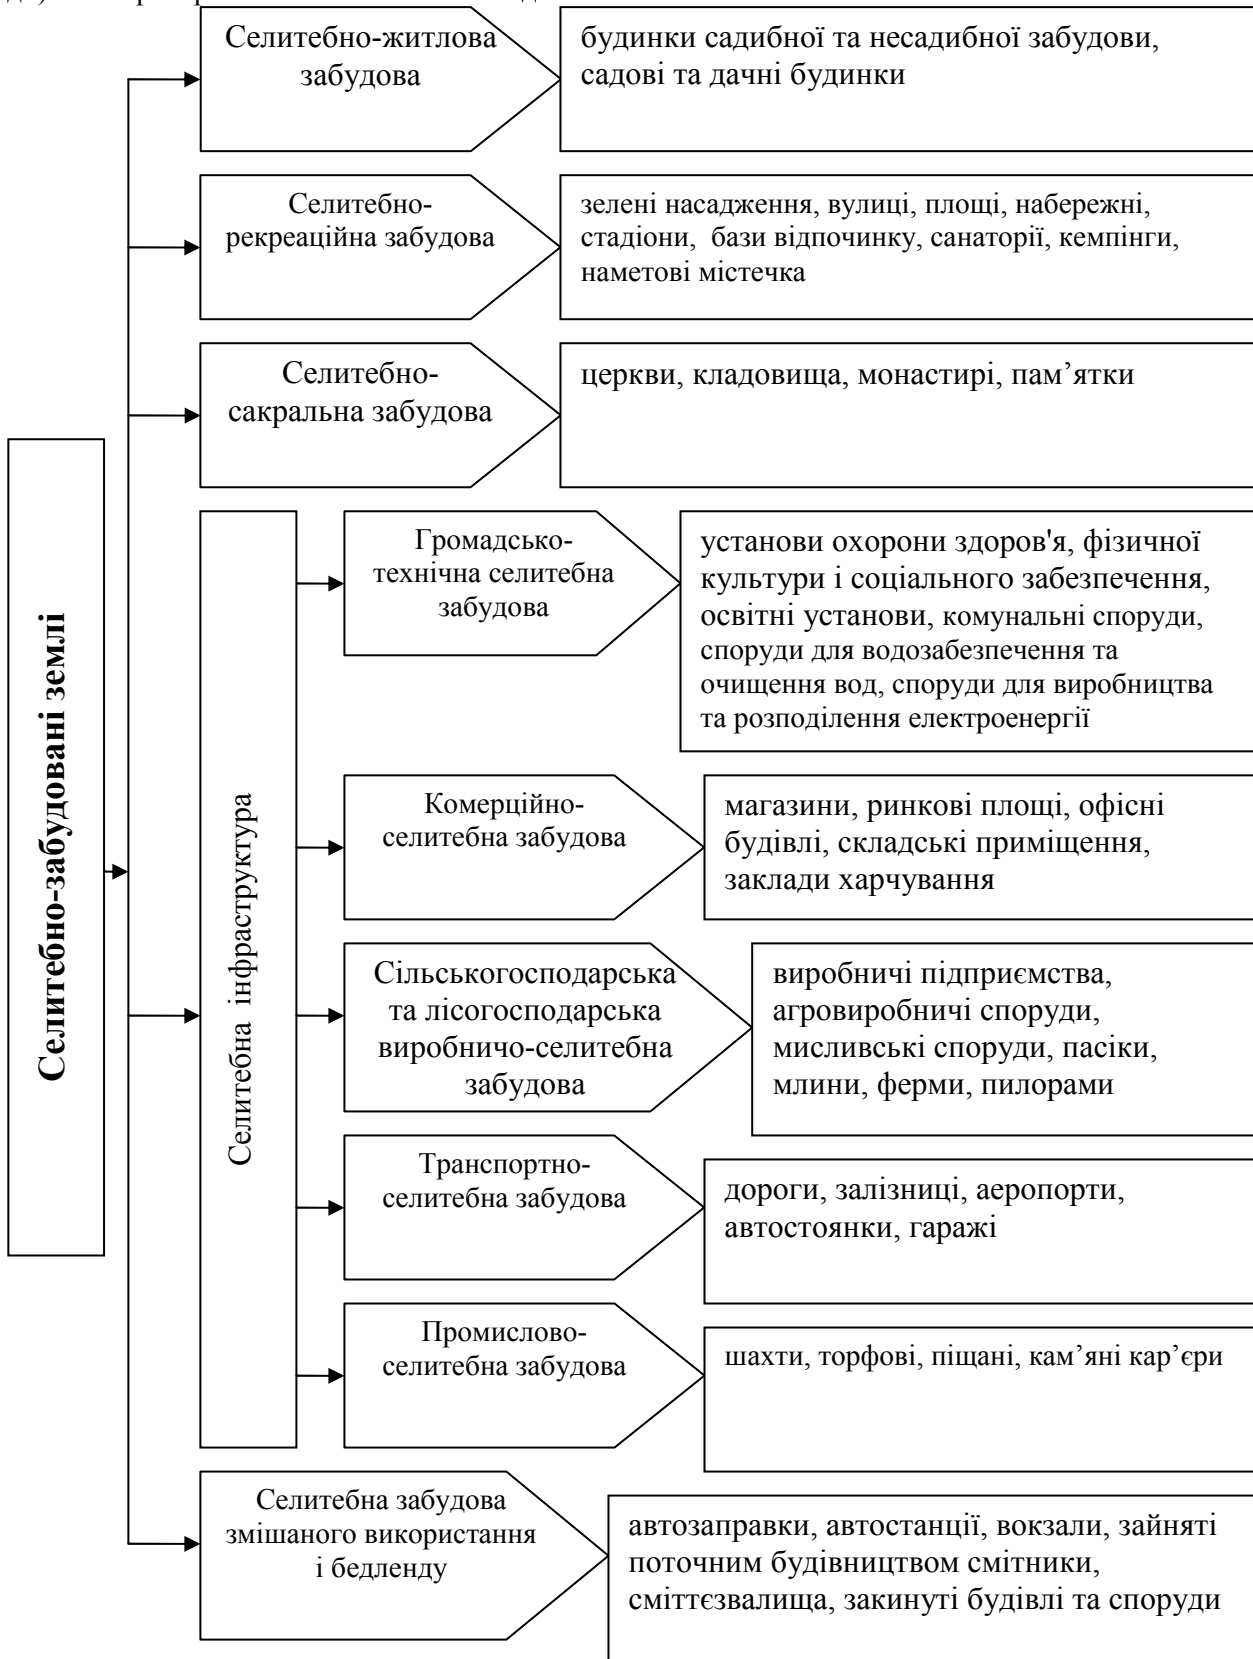 Селитебно-забудовані землі
Селитебно-житлова
забудова
будинки садибної та несадибної забудови,
садові та дачні будинки
Селитебно-
рекреаційна забудова
зелені насадження, вулиці, площі, набережні,
стадіони, бази відпочинку, санаторії, кемпінги,
наметові містечка
Селитебно-
сакральна забудова
церкви, кладовища, монастирі, пам’ятки
Селитебна інфраструктура
Громадсько-
технічна селитебна
забудова
установи охорони здоров'я, фізичної
культури і соціального забезпечення,
освітні установи, комунальні споруди,
споруди для водозабезпечення та
очищення вод, споруди для виробництва
та розподілення електроенергії
Комерційно-
селитебна забудова
магазини, ринкові площі, офісні
будівлі, складські приміщення,
заклади харчування
Сільськогосподарська
та лісогосподарська
виробничо-селитебна
забудова
виробничі підприємства,
агровиробничі споруди,
мисливські споруди, пасіки,
млини, ферми, пилорами
Транспортно-
селитебна забудова
дороги, залізниці, аеропорти,
автостоянки, гаражі
Промислово-
селитебна забудова
шахти, торфові, піщані, кам’яні кар’єри
Селитебна забудова
змішаного використання
і бедленду
автозаправки, автостанції, вокзали, зайняті
поточним будівництвом смітники,
сміттєзвалища, закинуті будівлі та споруди